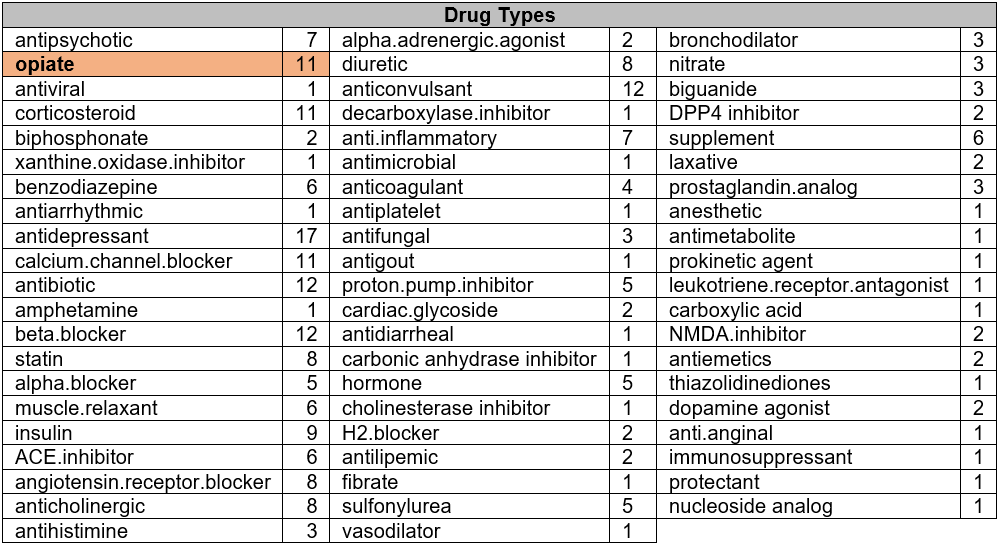 Drug Types
antipsychotic 7 alpha.adrenergic.agonist 2 bronchodilator 3
opiate 11 diuretic 8 nitrate 3
antiviral 1 anticonvulsant 12 biguanide 3
corticosteroid 11 decarboxylase.inhibitor 1 DPP4 inhibitor 2
biphosphonate 2 anti.inflammatory 7 supplement 6
xanthine.oxidase.inhibitor 1 antimicrobial 1 laxative 2
benzodiazepine 6 anticoagulant 4 prostaglandin.analog 3
antiarrhythmic 1 antiplatelet 1 anesthetic 1
antidepressant 17 antifungal 3 antimetabolite 1
calcium.channel.blocker 11 antigout 1 prokinetic agent 1
antibiotic 12 proton.pump.inhibitor 5 leukotriene.receptor.antagonist 1
amphetamine 1 cardiac.glycoside 2 carboxylic acid 1
beta.blocker 12 antidiarrheal 1 NMDA.inhibitor 2
statin 8 carbonic anhydrase inhibitor 1 antiemetics 2
alpha.blocker 5 hormone 5 thiazolidinediones 1
muscle.relaxant 6 cholinesterase inhibitor 1 dopamine agonist 2
insulin 9 H2.blocker 2 anti.anginal 1
ACE.inhibitor 6 antilipemic 2 immunosuppressant 1
angiotensin.receptor.blocker 8 fibrate 1 protectant 1
anticholinergic 8 sulfonylurea 5 nucleoside analog 1
antihistimine 3 vasodilator 1